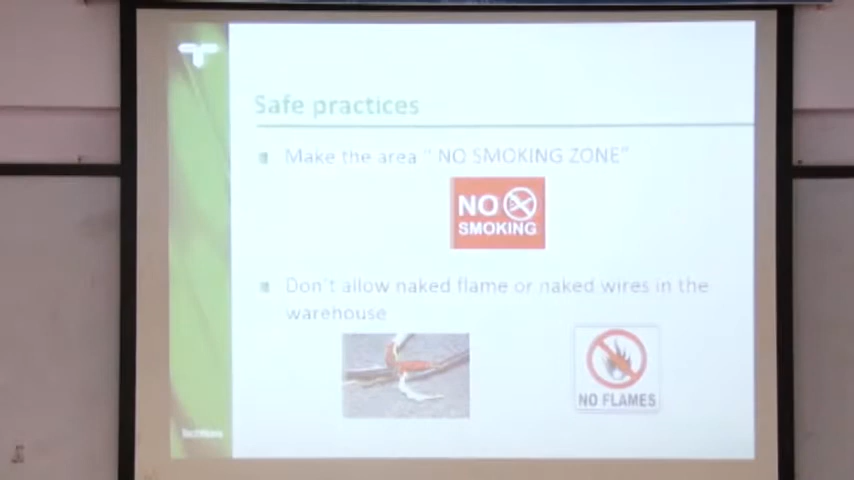 Safe practices
Make the area " NO SMOKING ZONE"
NO
SMOKING
Don't allow naked flame or naked wires in the
warehouse
NO FLAMES